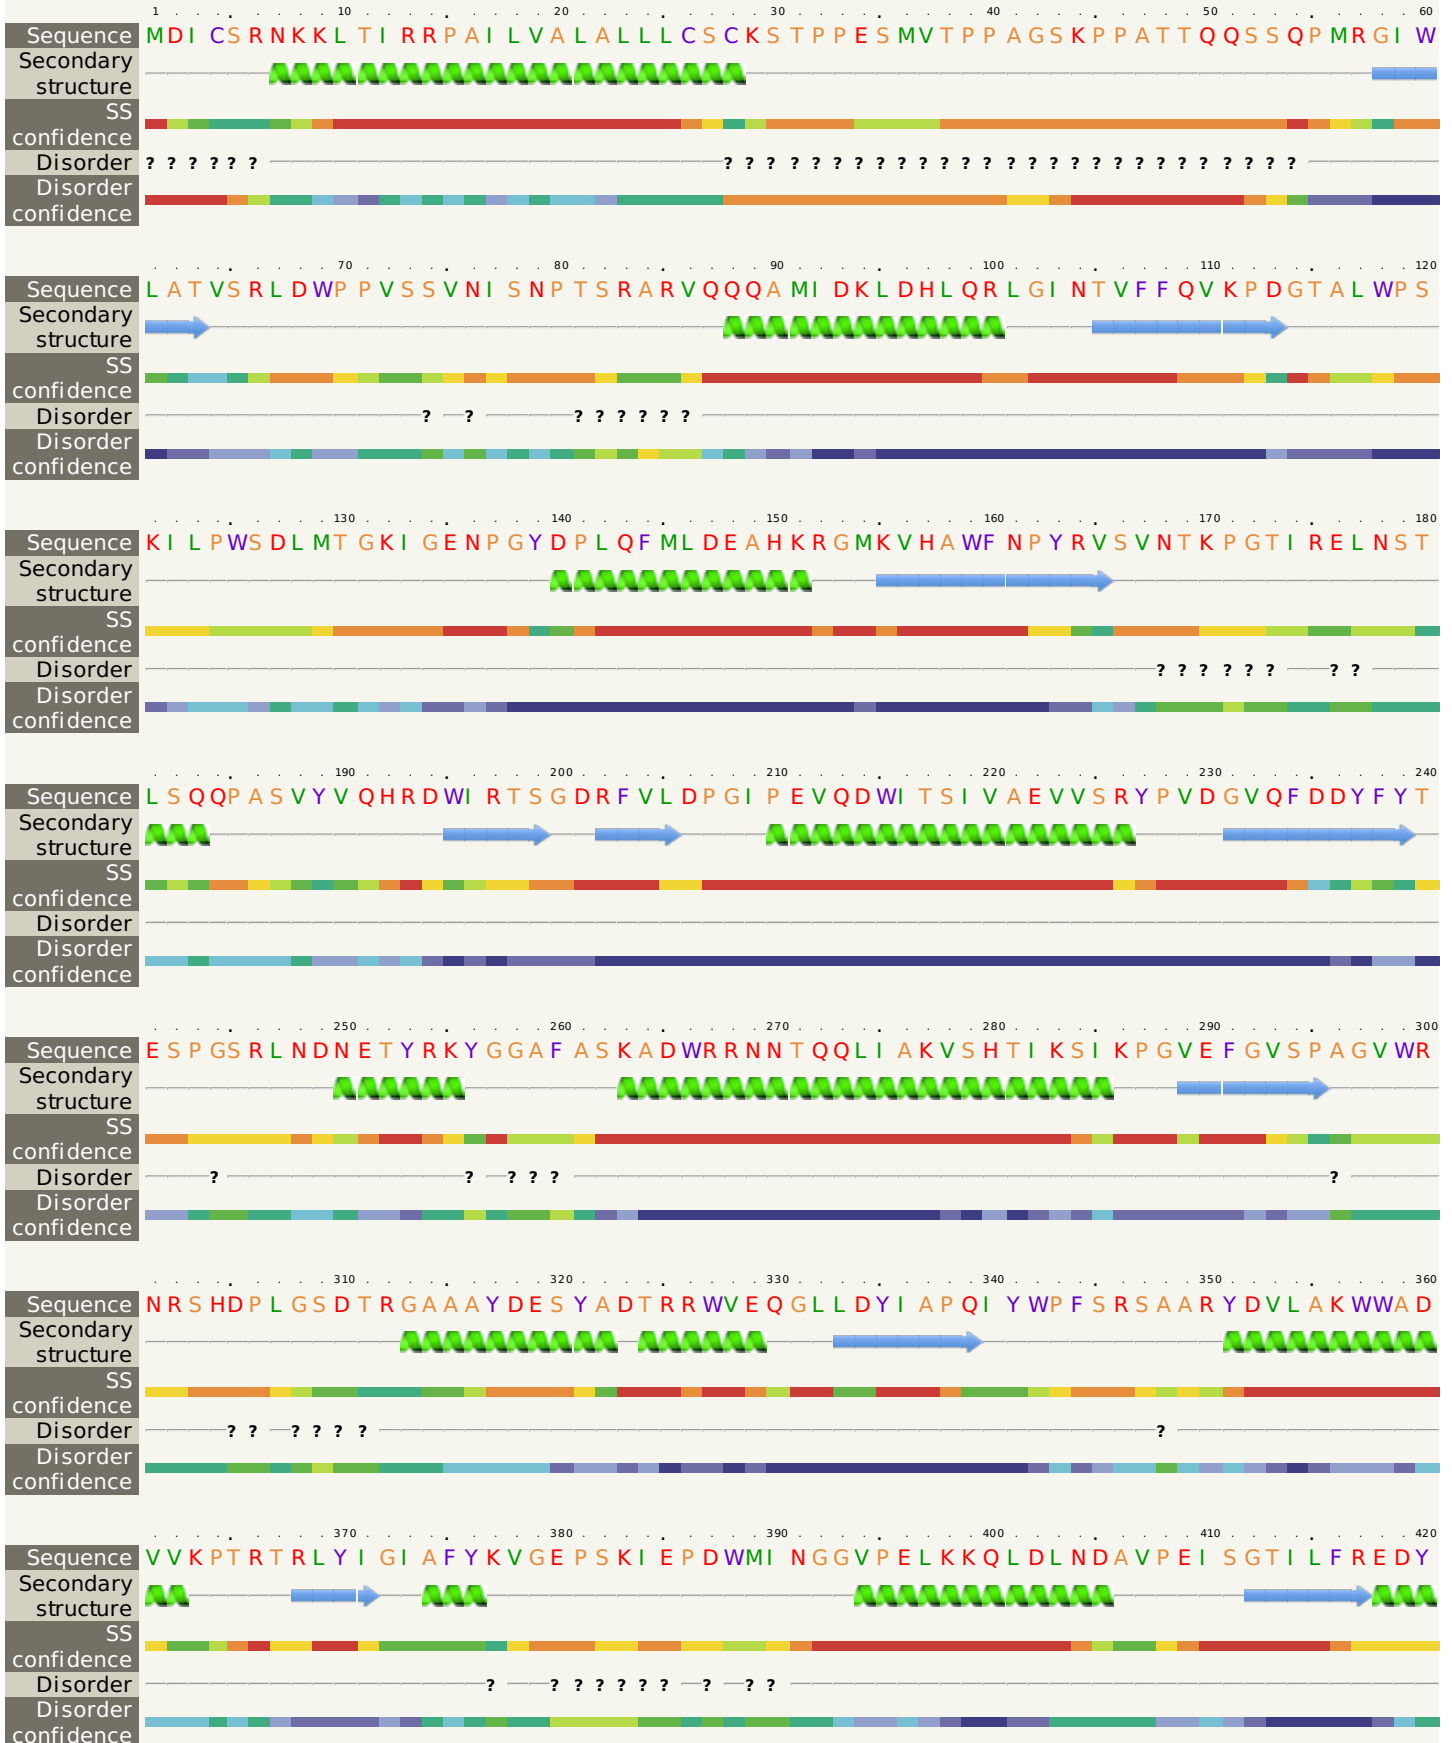 1 10 20 30 40 50 60
Sequence MDICSRNKKLTIRRPAILVALALLLCSCKSTPPESMVTPPAGSKPPATTQQSSQPMRGIW
Secondary
structure
SS
confidence
Disorder ? ? ? ? ? ? ? ? ? ? ? ? ? ? ? ? ? ? ? ? ? ? ? ? ? ? ? ? ? ? ? ? ?
Disorder
confidence
70 80 90 100 110 120
Sequence LATVSRLDWPPVSSVNISNPTSRARVQQQAMIDKLDHLQRLGINTVFFQVKPDGTALWPS
Secondary
structure
SS
confidence
Disorder ? ? ? ? ? ? ? ?
Disorder
confidence
130 140 150 160 170 180
Sequence KILPWSDLMTGKIGENPGYDPLQFMLDEAHKRGMKVHAWFNPYRVSVNTKPGTIRELNST
Secondary
structure
SS
confidence
Disorder ? ? ? ? ? ? ? ?
Disorder
confidence
190 200 210 220 230 240
Sequence LSQQPASVYVQHRDWIRTSGDRFVLDPGIPEVQDWITSIVAEVVSRYPVDGVQFDDYFYT
Secondary
structure
SS
confidence
Disorder
Disorder
confidence
250 260 270 280 290 300
Sequence ESPGSRLNDNETYRKYGGAFASKADWRRNNTQQLIAKVSHTIKSIKPGVEFGVSPAGVWR
Secondary
structure
SS
confidence
Disorder ? ? ? ? ? ?
Disorder
confidence
310 320 330 340 350 360
Sequence NRSHDPLGSDTRGAAAYDESYADTRRWVEQGLLDYIAPQIYWPFSRSAARYDVLAKWWAD
Secondary
structure
SS
confidence
Disorder ? ? ? ? ? ? ?
Disorder
confidence
370 380 390 400 410 420
Sequence VVKPTRTRLYIGIAFYKVGEPSKIEPDWMINGGVPELKKQLDLNDAVPEISGTILFREDY
Secondary
structure
SS
confidence
Disorder ? ? ? ? ? ? ? ? ? ?
Disorder
confidence